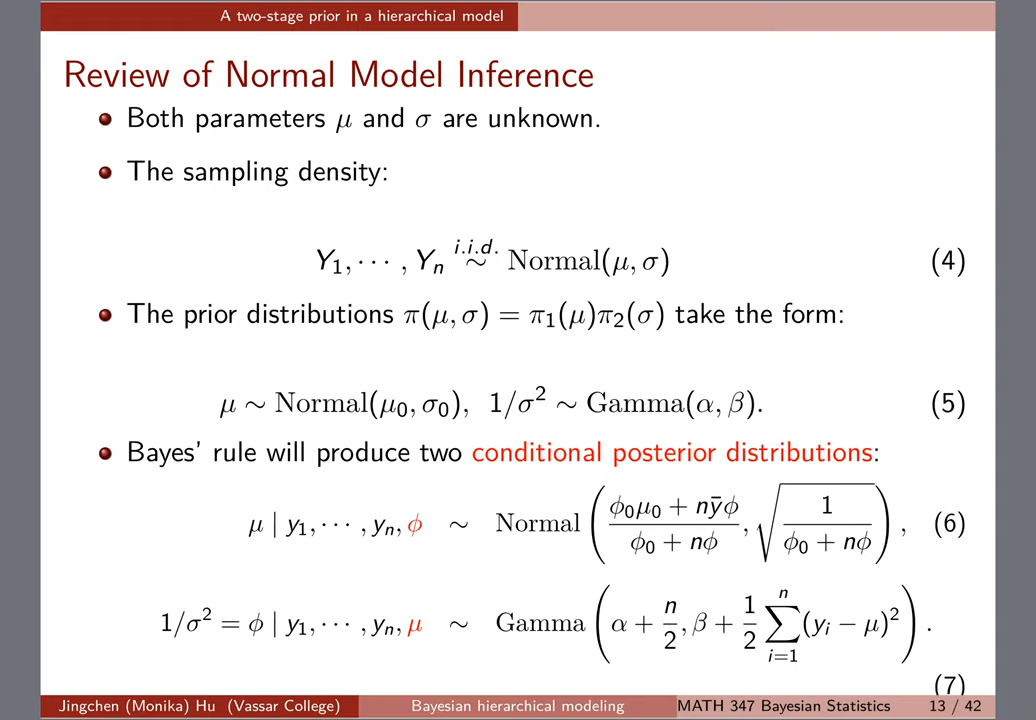 A two-stage prior in a hierarchical model
Review of Normal Model Inference
Both parameters μ and σ are unknown.
The sampling density:
Y₁, ··· , Yₙ i.i.d. ∼ Normal(μ, σ) (4)
The prior distributions π(μ, σ) = π₁(μ)π₂(σ) take the form:
μ ∼ Normal(μ₀, σ₀), 1/σ² ∼ Gamma(α, β). (5)
Bayes' rule will produce two conditional posterior distributions:
μ | y₁, ··· , yₙ, φ ∼ Normal ( (φ₀μ₀ + nȳφ) / (φ₀ + nφ), √(1 / (φ₀ + nφ)) ), (6)
1/σ² = φ | y₁, ··· , yₙ, μ ∼ Gamma ( α + n/2, β + 1/2 ∑ᵢ₌₁ⁿ (yᵢ − μ)² ).
(7)
Jingchen (Monika) Hu (Vassar College) Bayesian hierarchical modeling MATH 347 Bayesian Statistics 13 / 42